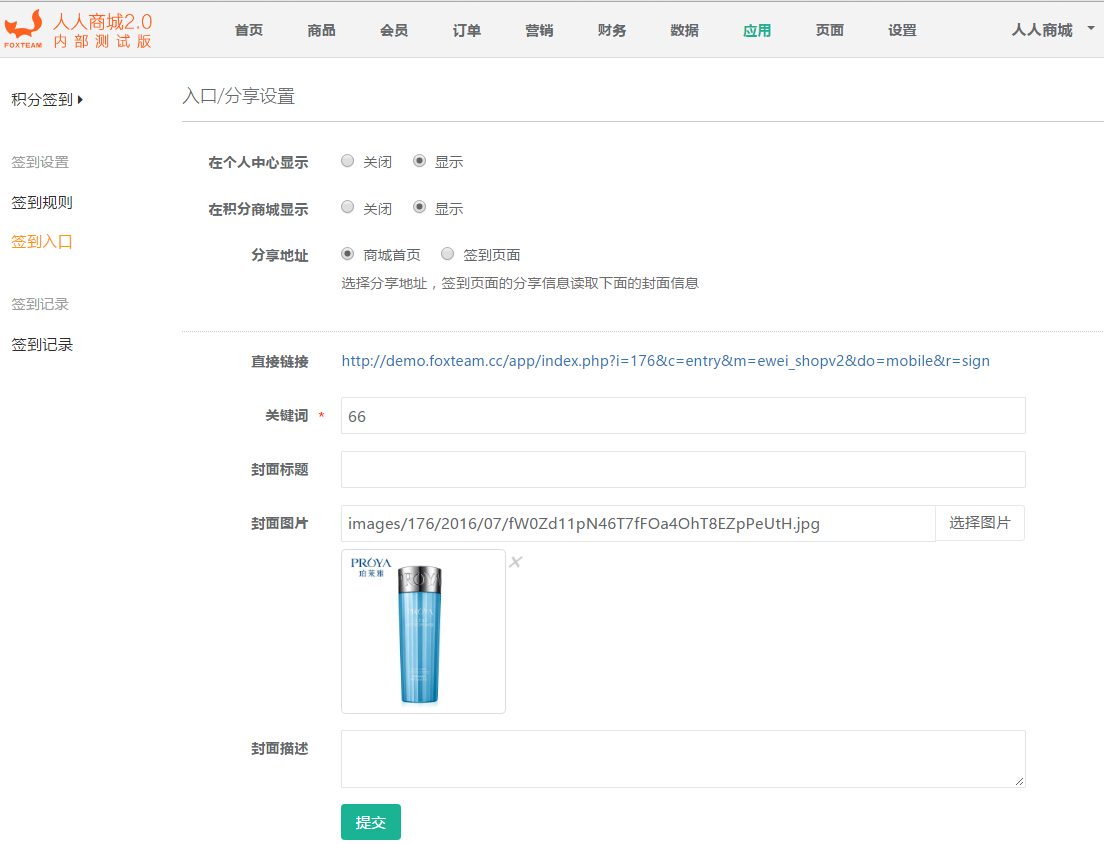 人人商城2.0
FOXTEAM 内部测试版
首页 商品 会员 订单 营销 财务 数据 应用 页面 设置 人人商城
积分签到
签到设置
签到规则
签到入口
签到记录
签到记录
入口/分享设置
在个人中心显示 关闭 显示
在积分商城显示 关闭 显示
分享地址 商城首页 签到页面
选择分享地址，签到页面的分享信息读取下面的封面信息
直接链接 http://demo.foxteam.cc/app/index.php?i=176&c=entry&m=ewei_shopv2&do=mobile&r=sign
关键词 * 66
封面标题
封面图片 images/176/2016/07/fW0Zd11pN46T7fFOa4OhT8EZpPeUtH.jpg 选择图片
PROYA
珀莱雅
PROYA
PROYA
封面描述
提交